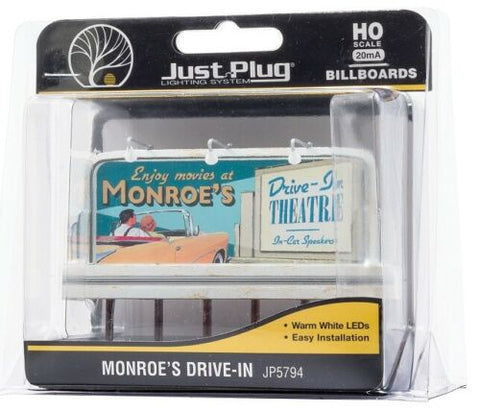 Just Plug®
LIGHTING SYSTEM
HO
SCALE
20mA
BILLBOARDS
Enjoy movies at
MONROE'S
Drive-In
THEATRE
In-Car Speakers
• Warm White LEDs
• Easy Installation
MONROE'S DRIVE-IN JP5794